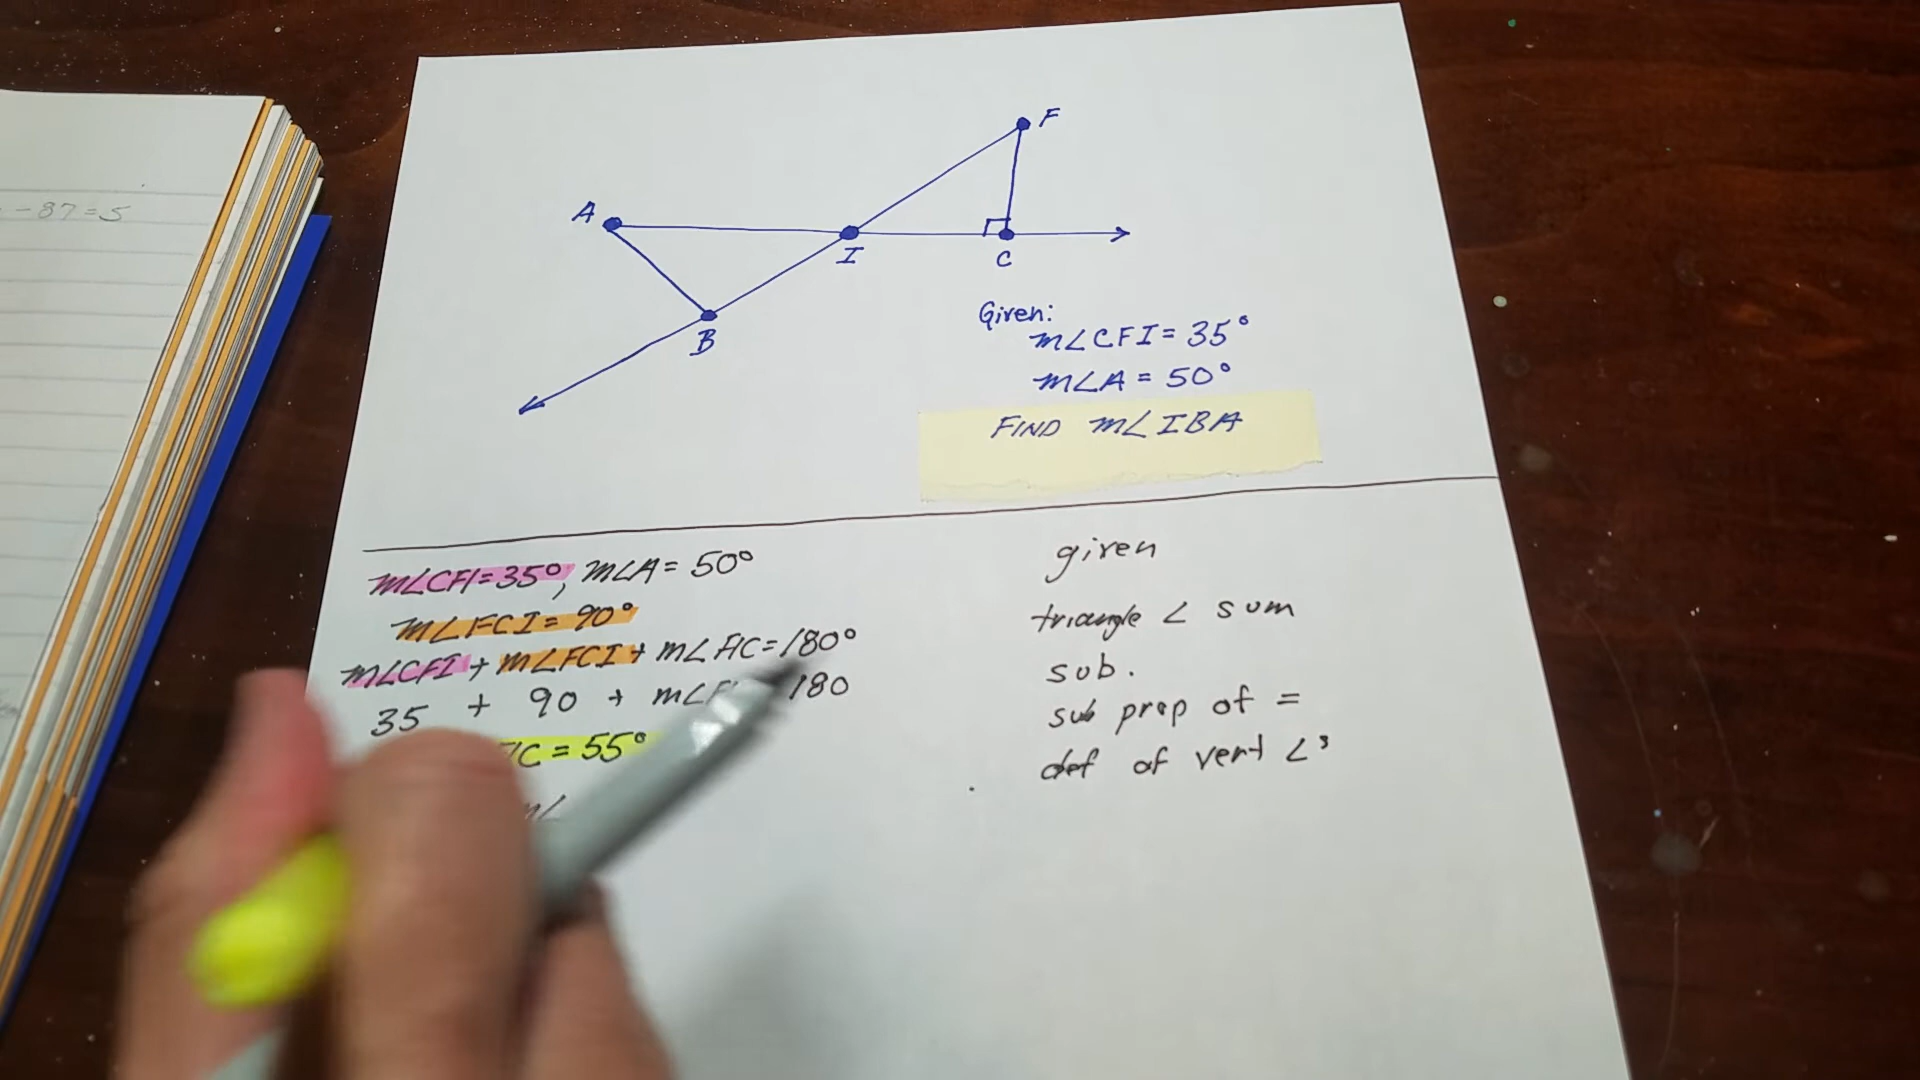 -87=5
F
A
I
C
B
Given:
m∠CFI=35°
m∠A=50°
FIND m∠IBA
m∠CFI=35°, m∠A=50°
given
m∠FCI=90°
triangle ∠ sum
m∠CFI+m∠FCI+m∠FIC=180°
sub.
35 + 90 + m∠F 180
sub prop of =
IC=55°
def of vert ∠s
m∠